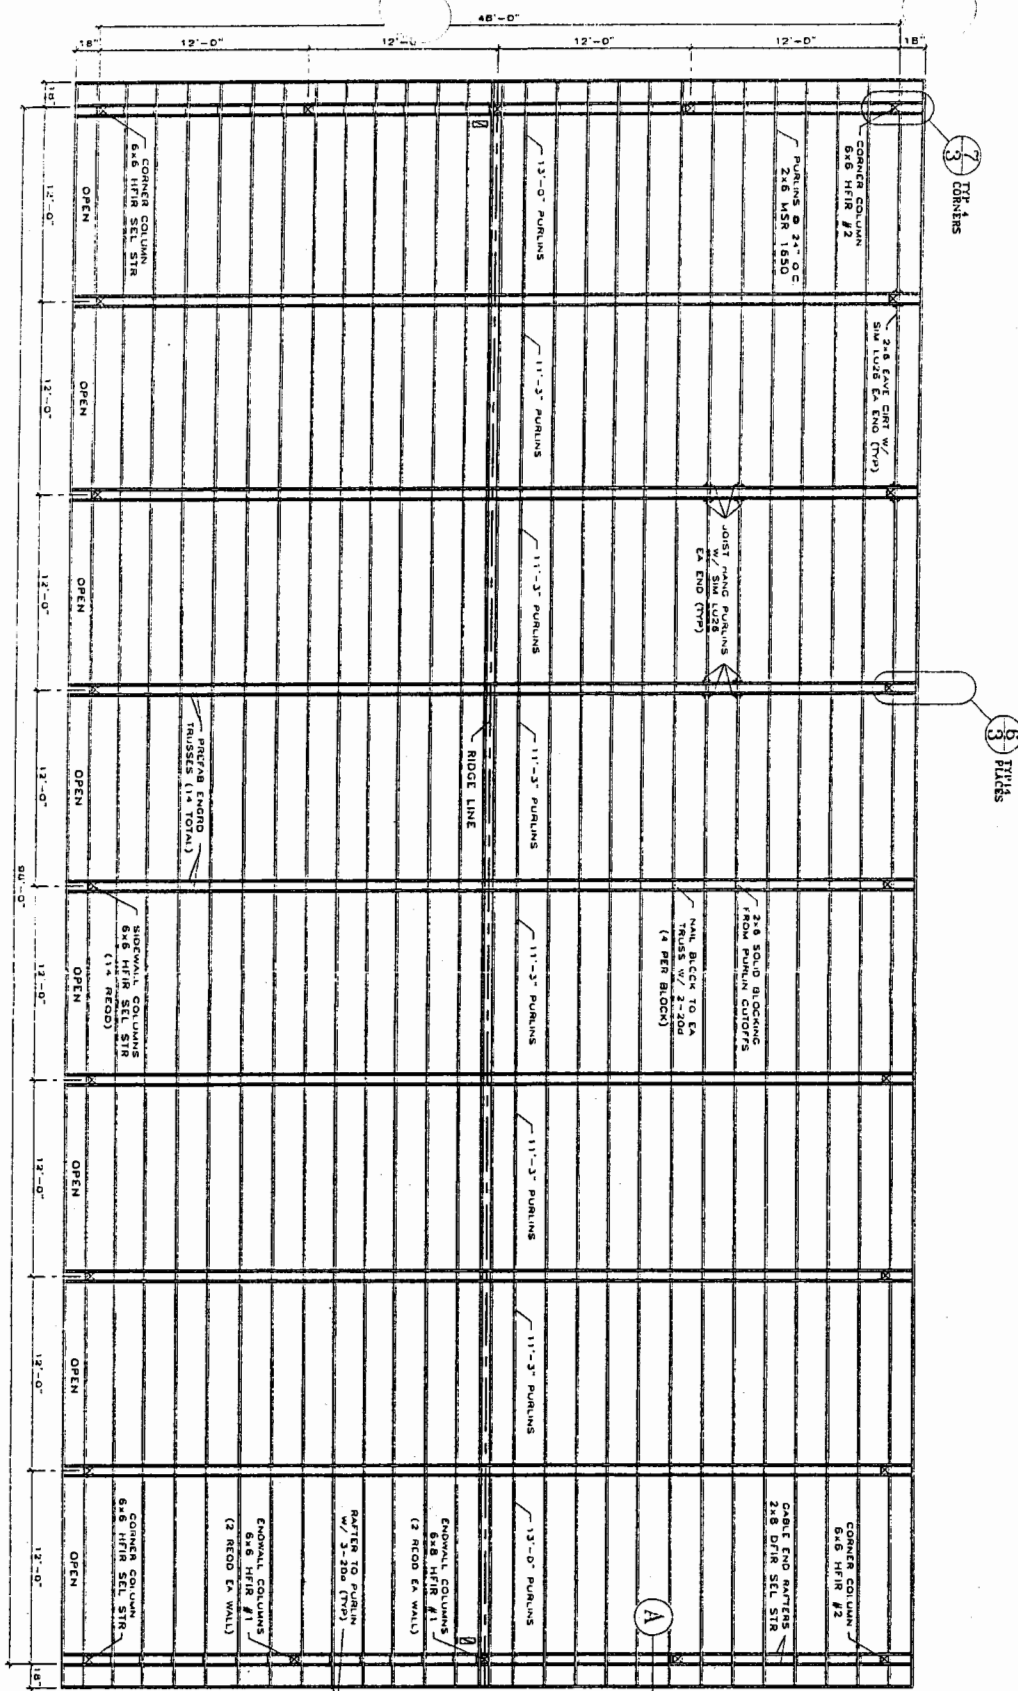 48'-0"
18"
12'-0"
12'-0"
12'-0"
12'-0"
18"
7
3
TYP. 4
CORNERS
CORNER COLUMN
6x6 HFIR #2
PURLINS @ 24" O.C.
2x6 MSR 1650
13'-0" PURLINS
CORNER COLUMN
6x6 HFIR SEL STR
OPEN
18"
12'-0"
2x6 EAVE GIRT W/
SIM LU26 EA END (TYP)
11'-3" PURLINS
OPEN
12'-0"
JOIST HANG PURLINS
W/ SIM LU26
EA END (TYP)
11'-3" PURLINS
OPEN
12'-0"
6
3
TYP 14
PLACES
11'-3" PURLINS
RIDGE LINE
PREFAB ENGRD
TRUSSES (14 TOTAL)
OPEN
12'-0"
2x6 SOLID BLOCKING
FROM PURLIN CUTOFFS
NAIL BLOCK TO EA
TRUSS W/ 2-20d
(4 PER BLOCK)
11'-3" PURLINS
SIDEWALL COLUMNS
6x6 HFIR SEL STR
(14 REQD)
OPEN
12'-0"
11'-3" PURLINS
OPEN
12'-0"
11'-3" PURLINS
OPEN
12'-0"
CORNER COLUMN
6x6 HFIR #2
GABLE END RAFTERS
2x8 DFIR SEL STR
A
13'-0" PURLINS
ENDWALL COLUMNS
6x8 HFIR #1
(2 REQD EA WALL)
RAFTER TO PURLIN
W/ 3-20d (TYP)
ENDWALL COLUMNS
6x6 HFIR #1
(2 REQD EA WALL)
CORNER COLUMN
6x6 HFIR SEL STR
OPEN
12'-0"
18"